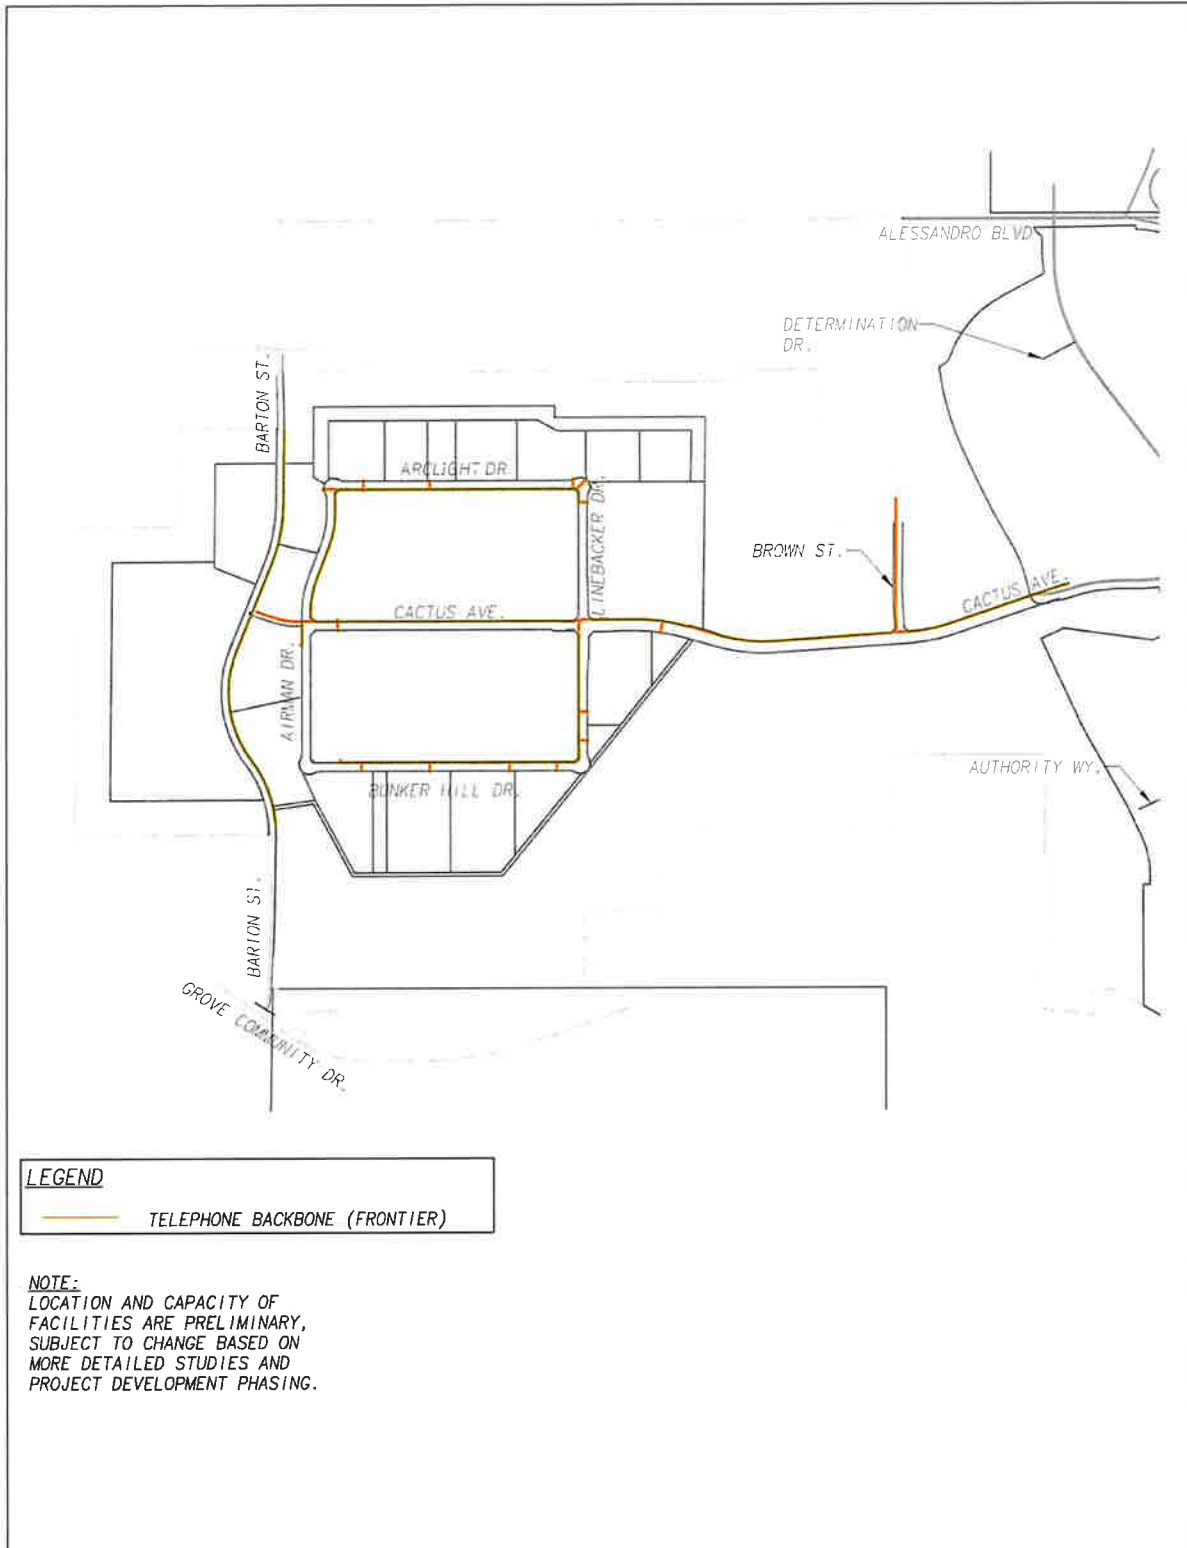 ALESSANDRO BLVD.
DETERMINATION
DR.
BARTON ST.
ARCLIGHT DR
LINEBACKER DR.
BROWN ST.
CACTUS AVE.
CACTUS AVE.
AIRMAN DR.
AUTHORITY WY.
BUNKER HILL DR.
BARTON ST.
GROVE COMMUNITY DR.
LEGEND
TELEPHONE BACKBONE (FRONTIER)
NOTE:
LOCATION AND CAPACITY OF
FACILITIES ARE PRELIMINARY,
SUBJECT TO CHANGE BASED ON
MORE DETAILED STUDIES AND
PROJECT DEVELOPMENT PHASING.